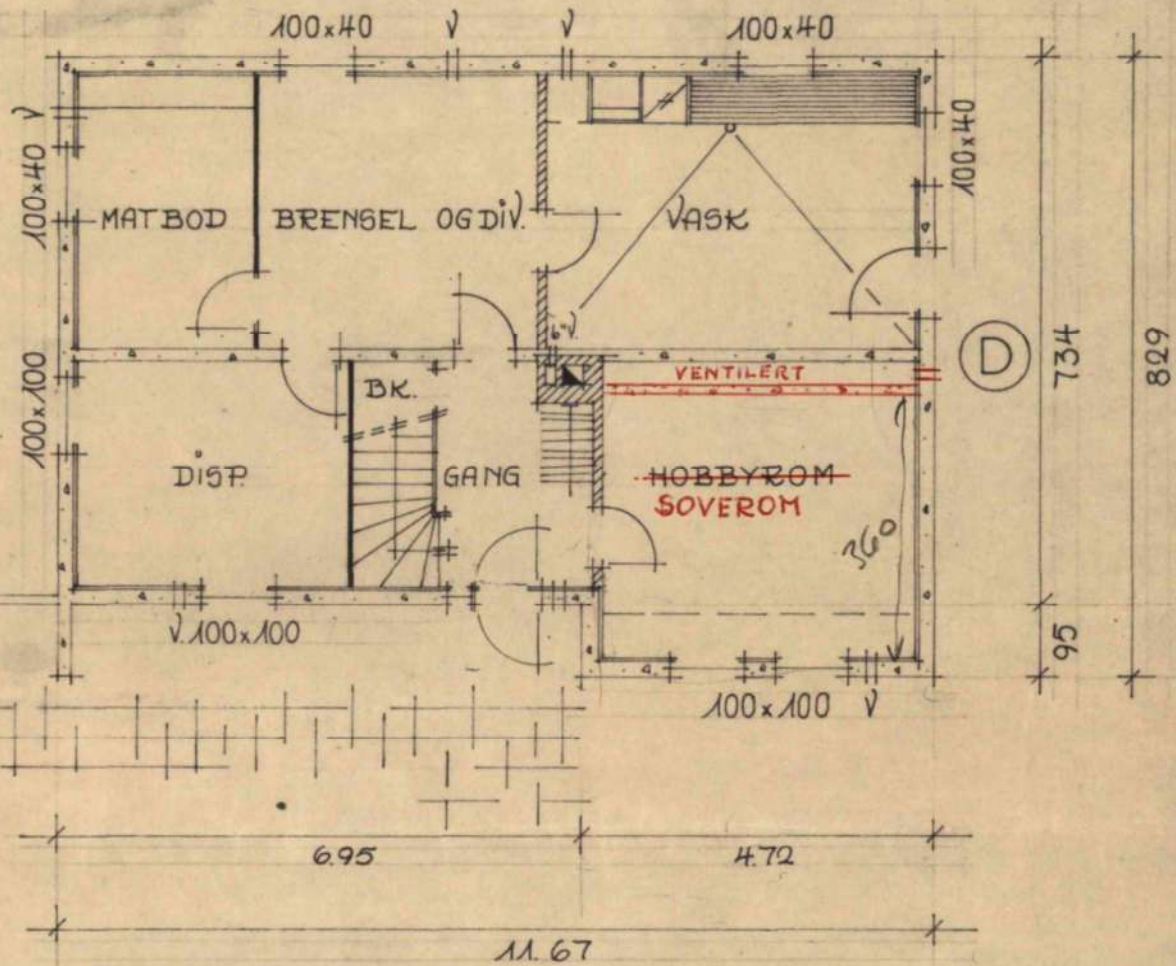 100x40 V V 100x40
100x40 V
100x40
MATBOD BRENSEL OG DIV. VASK
6" V.
D
734
829
100x100
BK.
VENTILERT
DISP. GANG HOBBYROM
SOVEROM
360
V. 100x100
95
100x100 V
6.95 4.72
11.67